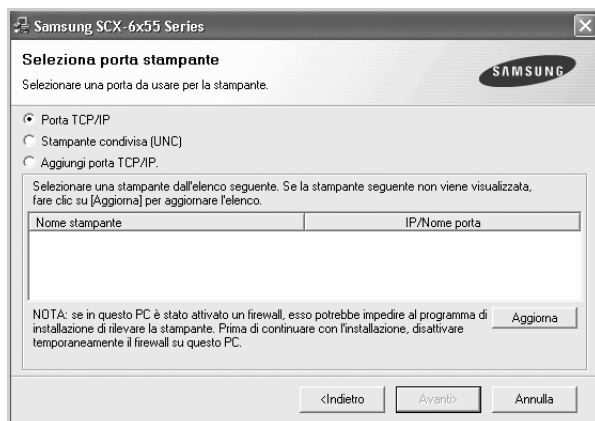 Samsung SCX-6x55 Series
Seleziona porta stampante
Selezionare una porta da usare per la stampante.
SAMSUNG
Porta TCP/IP
Stampante condivisa (UNC)
Aggiungi porta TCP/IP.
Selezionare una stampante dall'elenco seguente. Se la stampante seguente non viene visualizzata,
fare clic su [Aggiorna] per aggiornare l'elenco.
Nome stampante IP/Nome porta
NOTA: se in questo PC è stato attivato un firewall, esso potrebbe impedire al programma di
installazione di rilevare la stampante. Prima di continuare con l'installazione, disattivare
temporaneamente il firewall su questo PC.
Aggiorna
<Indietro Avanti> Annulla